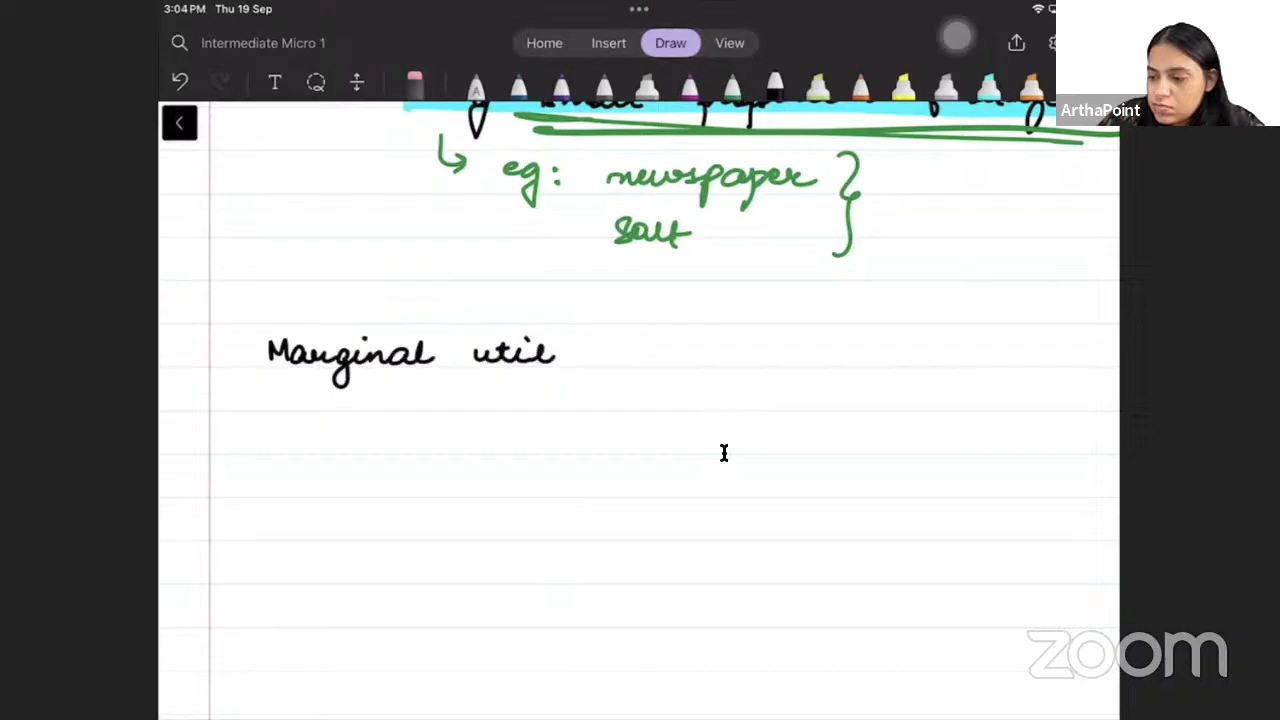 3:04 PM Thu 19 Sep
Intermediate Micro 1
Home Insert Draw View
ArthaPoint
eg: newspaper
salt
Marginal util
zoom